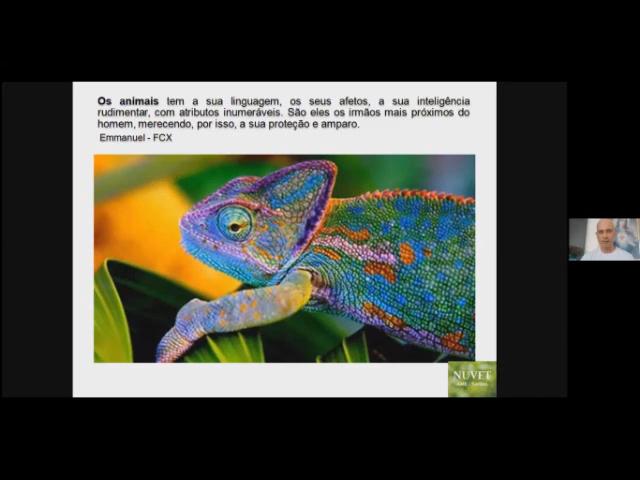 Os animais tem a sua linguagem, os seus afetos, a sua inteligência
rudimentar, com atributos inumeráveis. São eles os irmãos mais próximos do
homem, merecendo, por isso, a sua proteção e amparo.
Emmanuel - FCX
NUVET